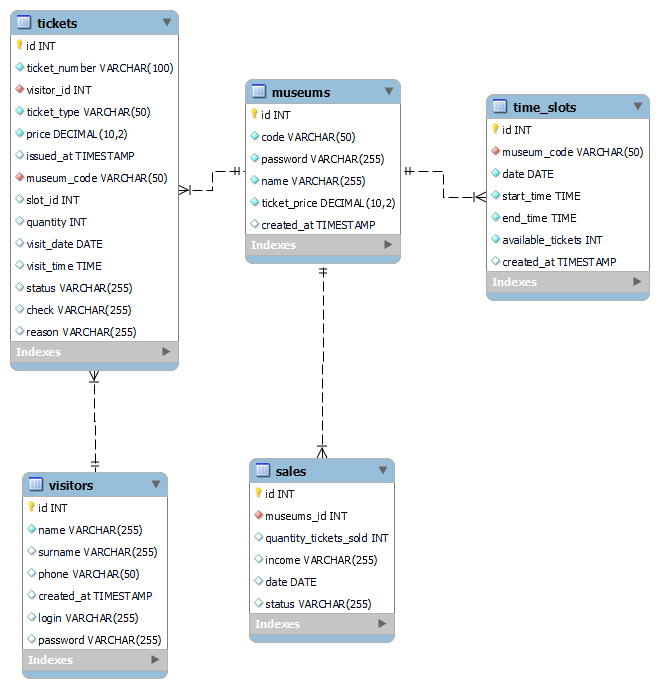 tickets
id INT
ticket_number VARCHAR(100)
visitor_id INT
ticket_type VARCHAR(50)
price DECIMAL(10,2)
issued_at TIMESTAMP
museum_code VARCHAR(50)
slot_id INT
quantity INT
visit_date DATE
visit_time TIME
status VARCHAR(255)
check VARCHAR(255)
reason VARCHAR(255)
Indexes
museums
id INT
code VARCHAR(50)
password VARCHAR(255)
name VARCHAR(255)
ticket_price DECIMAL(10,2)
created_at TIMESTAMP
Indexes
time_slots
id INT
museum_code VARCHAR(50)
date DATE
start_time TIME
end_time TIME
available_tickets INT
created_at TIMESTAMP
Indexes
visitors
id INT
name VARCHAR(255)
surname VARCHAR(255)
phone VARCHAR(50)
created_at TIMESTAMP
login VARCHAR(255)
password VARCHAR(255)
Indexes
sales
id INT
museums_id INT
quantity_tickets_sold INT
income VARCHAR(255)
date DATE
status VARCHAR(255)
Indexes